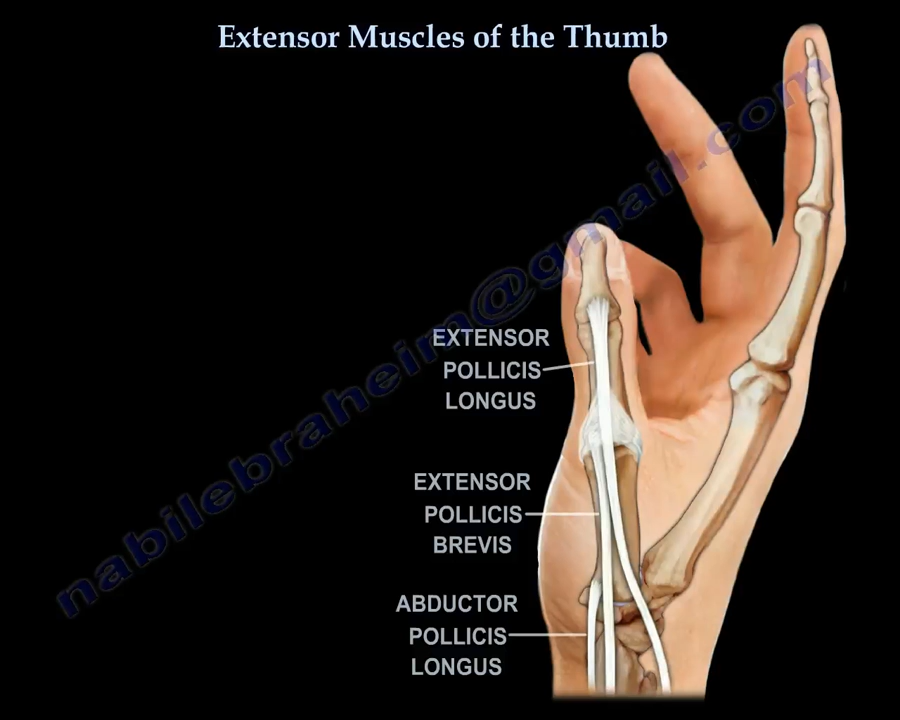 Extensor Muscles of the Thumb
nabilebraheim@gmail.com
EXTENSOR
POLLICIS
LONGUS
EXTENSOR
POLLICIS
BREVIS
ABDUCTOR
POLLICIS
LONGUS